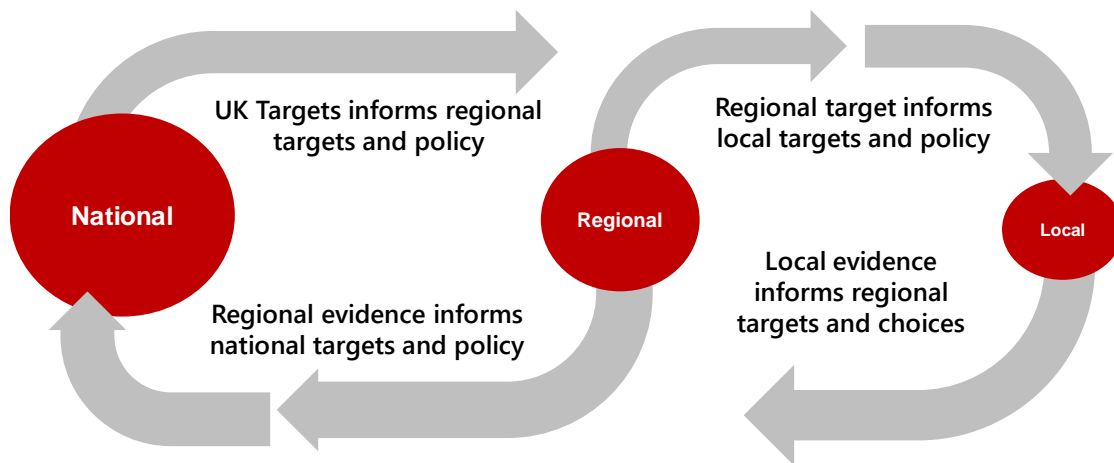 UK Targets informs regional
targets and policy
Regional target informs
local targets and policy
National
Regional
Local
Regional evidence informs
national targets and policy
Local evidence
informs regional
targets and choices